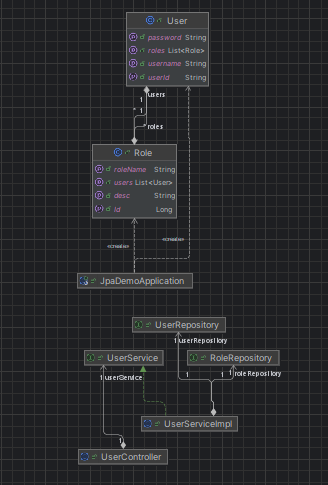 User
password String
roles List<Role>
username String
userId String
users
1
1
*
*
roles
Role
roleName String
users List<User>
desc String
id Long
«create»
«create»
JpaDemoApplication
UserRepository
1 userRepository
UserService
RoleRepository
1 userService
1
1
1
roleRepository
UserServiceImpl
1
UserController